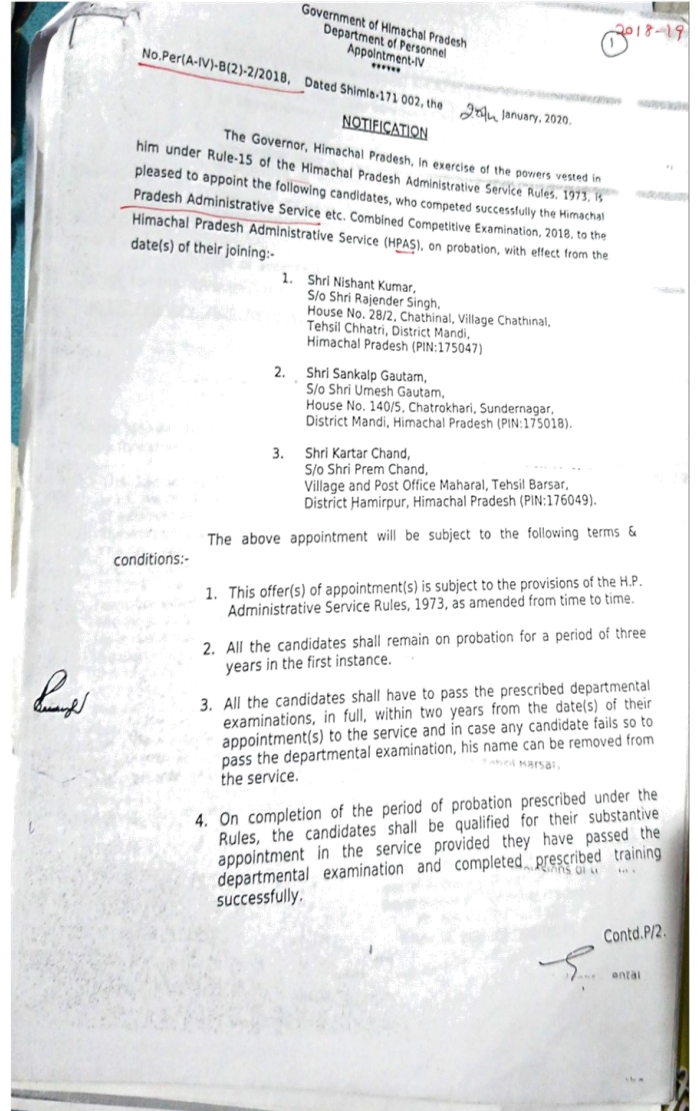 Government of Himachal Pradesh
Department of Personnel
Appointment-IV
******
2018-19
1
No.Per(A-IV)-B(2)-2/2018, Dated Shimla-171 002, the January, 2020.
NOTIFICATION
The Governor, Himachal Pradesh, in exercise of the powers vested in
him under Rule-15 of the Himachal Pradesh Administrative Service Rules, 1973, is
pleased to appoint the following candidates, who competed successfully the Himachal
Pradesh Administrative Service etc. Combined Competitive Examination, 2018, to the
Himachal Pradesh Administrative Service (HPAS), on probation, with effect from the
date(s) of their joining:-
1. Shri Nishant Kumar,
S/o Shri Rajender Singh,
House No. 28/2, Chathinal, Village Chathinal,
Tehsil Chhatri, District Mandi,
Himachal Pradesh (PIN:175047)
2. Shri Sankalp Gautam,
S/o Shri Umesh Gautam,
House No. 140/5, Chatrokhari, Sundernagar,
District Mandi, Himachal Pradesh (PIN:175018).
3. Shri Kartar Chand,
S/o Shri Prem Chand,
Village and Post Office Maharal, Tehsil Barsar,
District Hamirpur, Himachal Pradesh (PIN:176049).
The above appointment will be subject to the following terms &
conditions:-
1. This offer(s) of appointment(s) is subject to the provisions of the H.P.
Administrative Service Rules, 1973, as amended from time to time.
2. All the candidates shall remain on probation for a period of three
years in the first instance.
3. All the candidates shall have to pass the prescribed departmental
examinations, in full, within two years from the date(s) of their
appointment(s) to the service and in case any candidate fails so to
pass the departmental examination, his name can be removed from
the service.
4. On completion of the period of probation prescribed under the
Rules, the candidates shall be qualified for their substantive
appointment in the service provided they have passed the
departmental examination and completed prescribed training
successfully.
Contd.P/2.